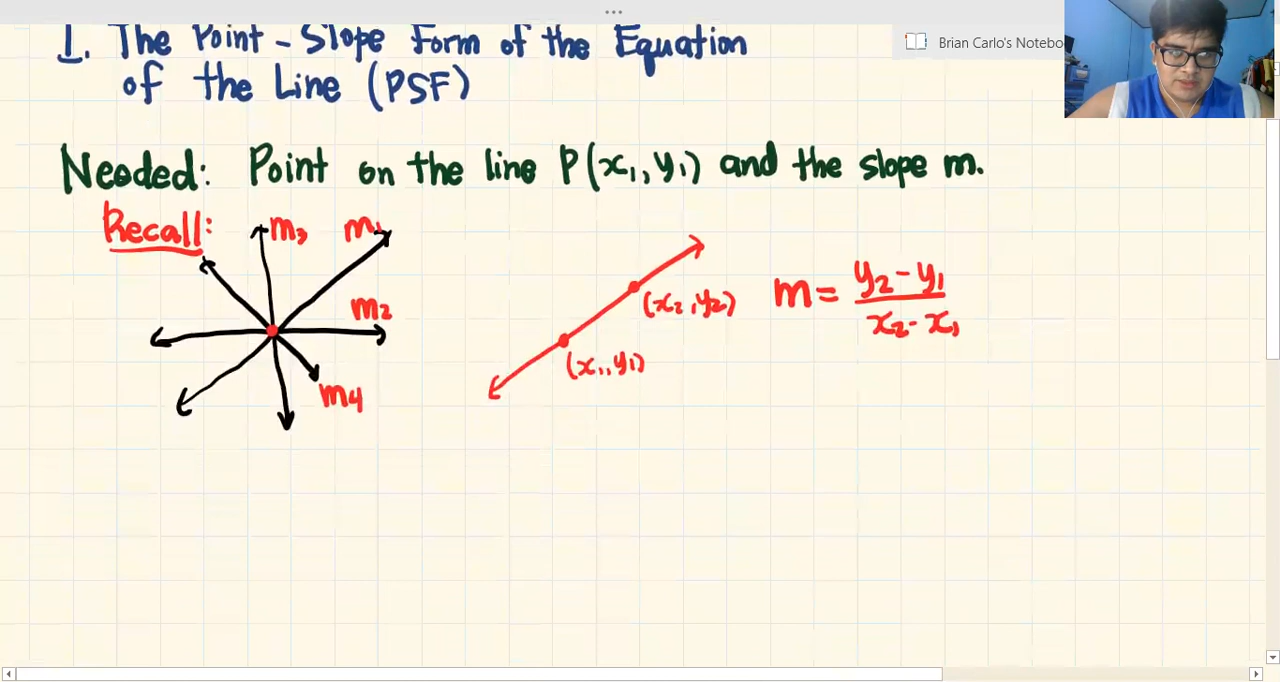 1. The Point - Slope Form of the Equation
of the Line (PSF)
Brian Carlo's Notebo
Needed: Point on the line P(x₁, y₁) and the slope m.
Recall:
m₃
m₁
m₂
m₄
(x₂, y₂)
(x₁, y₁)
m = y₂ - y₁
x₂ - x₁